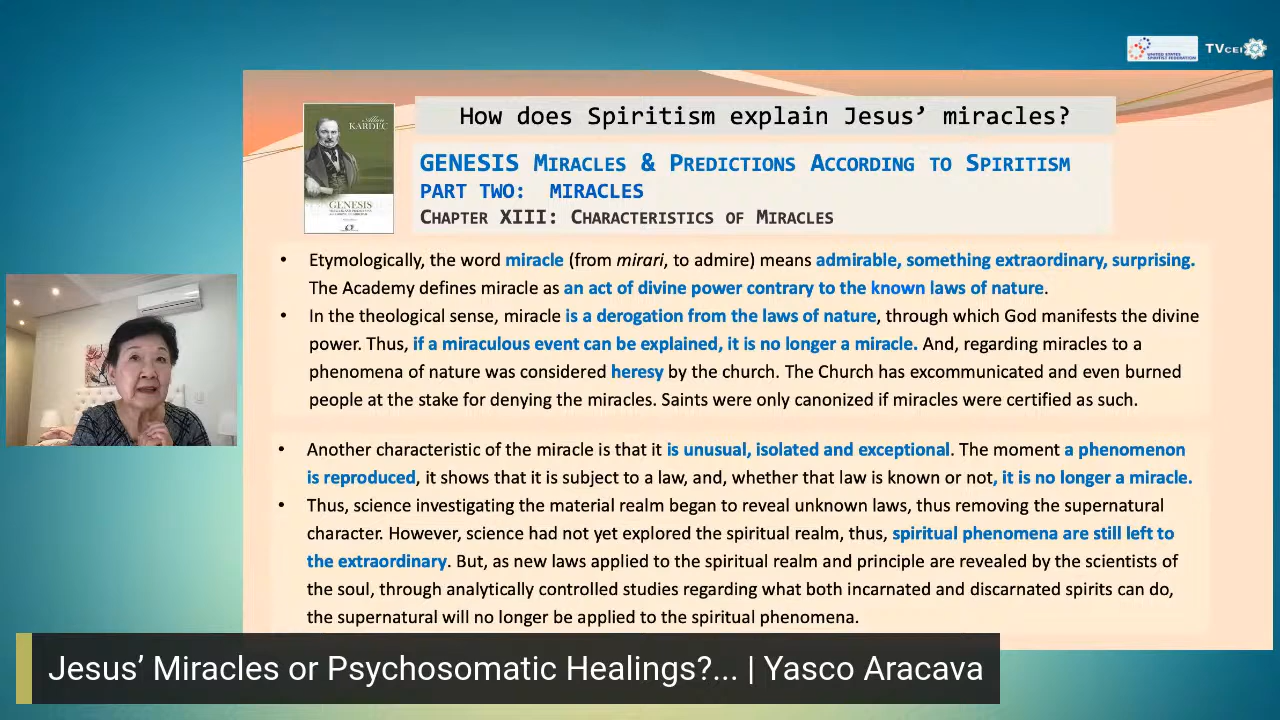 UNITED STATES
SPIRITIST FEDERATION
TVCEI
How does Spiritism explain Jesus’ miracles?
Allan
KARDEC
GENESIS
GENESIS MIRACLES & PREDICTIONS ACCORDING TO SPIRITISM
PART TWO: MIRACLES
CHAPTER XIII: CHARACTERISTICS OF MIRACLES
• Etymologically, the word miracle (from mirari, to admire) means admirable, something extraordinary, surprising.
The Academy defines miracle as an act of divine power contrary to the known laws of nature.
• In the theological sense, miracle is a derogation from the laws of nature, through which God manifests the divine
power. Thus, if a miraculous event can be explained, it is no longer a miracle. And, regarding miracles to a
phenomena of nature was considered heresy by the church. The Church has excommunicated and even burned
people at the stake for denying the miracles. Saints were only canonized if miracles were certified as such.
• Another characteristic of the miracle is that it is unusual, isolated and exceptional. The moment a phenomenon
is reproduced, it shows that it is subject to a law, and, whether that law is known or not, it is no longer a miracle.
• Thus, science investigating the material realm began to reveal unknown laws, thus removing the supernatural
character. However, science had not yet explored the spiritual realm, thus, spiritual phenomena are still left to
the extraordinary. But, as new laws applied to the spiritual realm and principle are revealed by the scientists of
the soul, through analytically controlled studies regarding what both incarnated and discarnated spirits can do,
the supernatural will no longer be applied to the spiritual phenomena.
Jesus’ Miracles or Psychosomatic Healings?... | Yasco Aracava